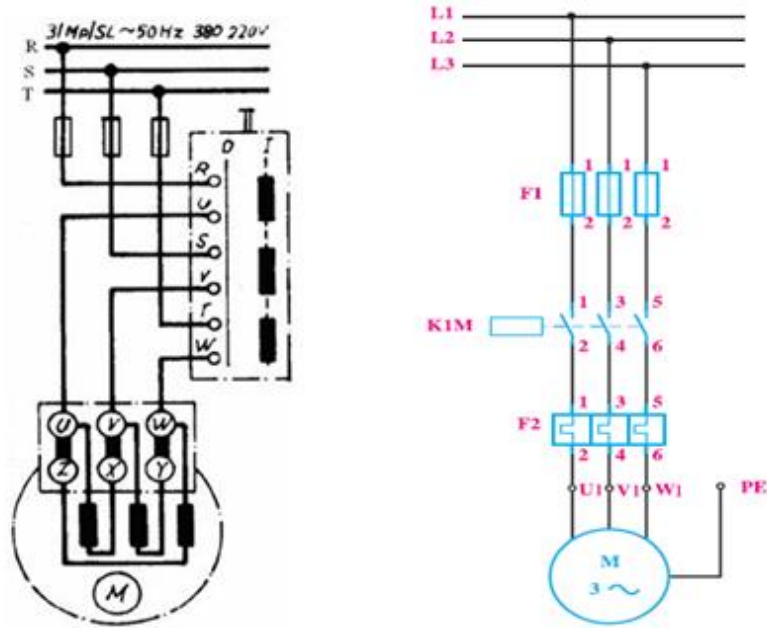 3/Mp/SL ~ 50Hz 380 220V
R
S
T
II
0 I
R
U
S
V
T
W
U V W
Z X Y
M
L1
L2
L3
1 1 1
F1
2 2 2
1 3 5
K1M
2 4 6
1 3 5
F2
2 4 6
U1 V1 W1 PE
M
3 ~